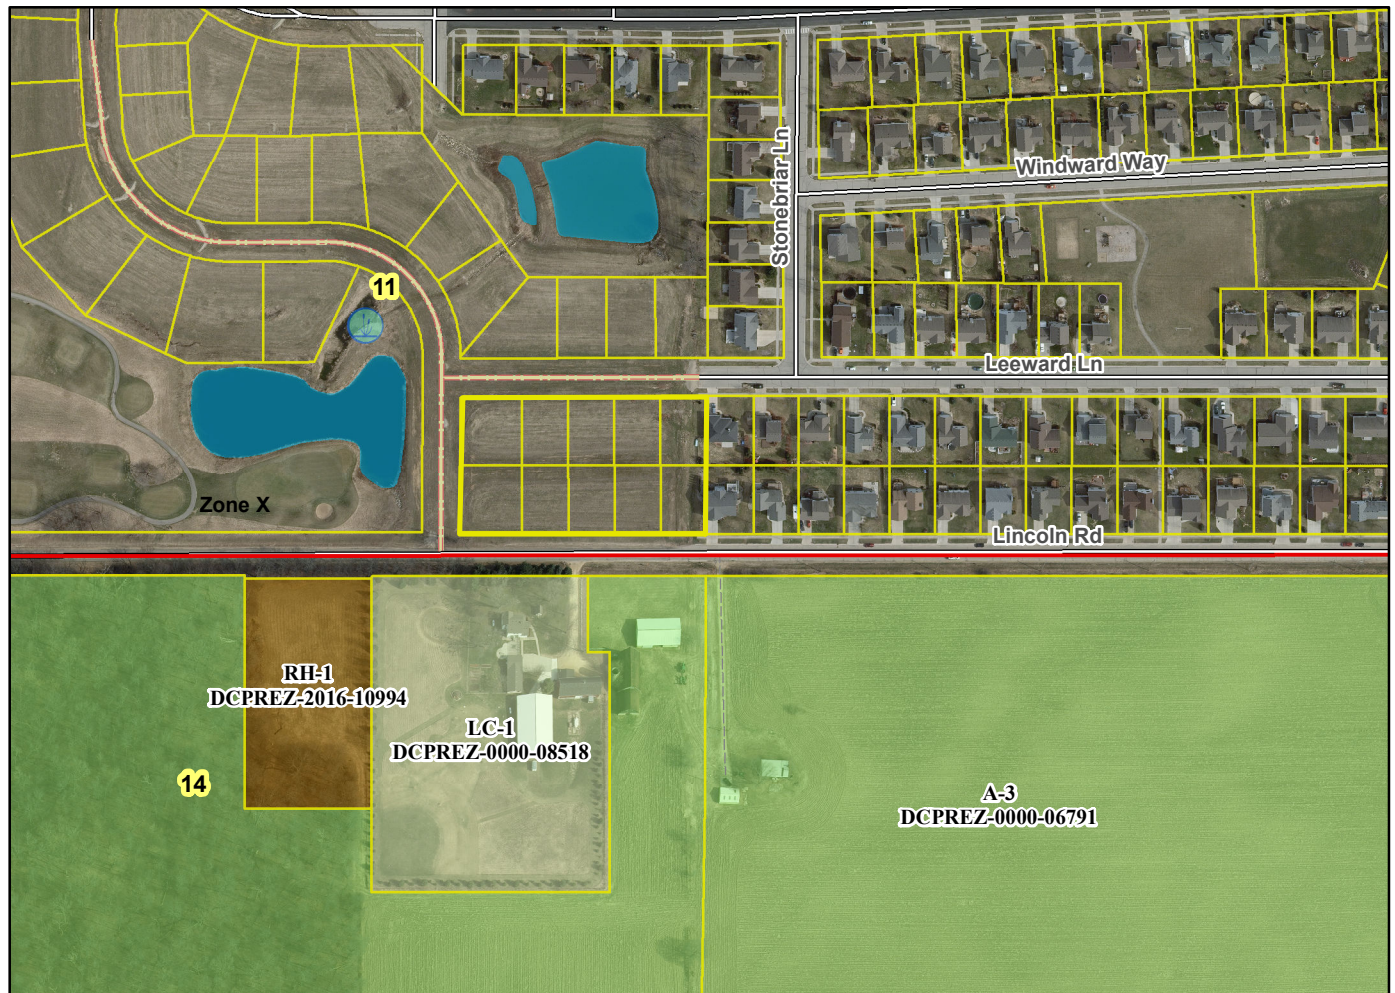 Windward Way
Stonebriar Ln
11
Leeward Ln
Zone X
Lincoln Rd
RH-1
DCPREZ-2016-10994
LC-1
DCPREZ-0000-08518
14
A-3
DCPREZ-0000-06791